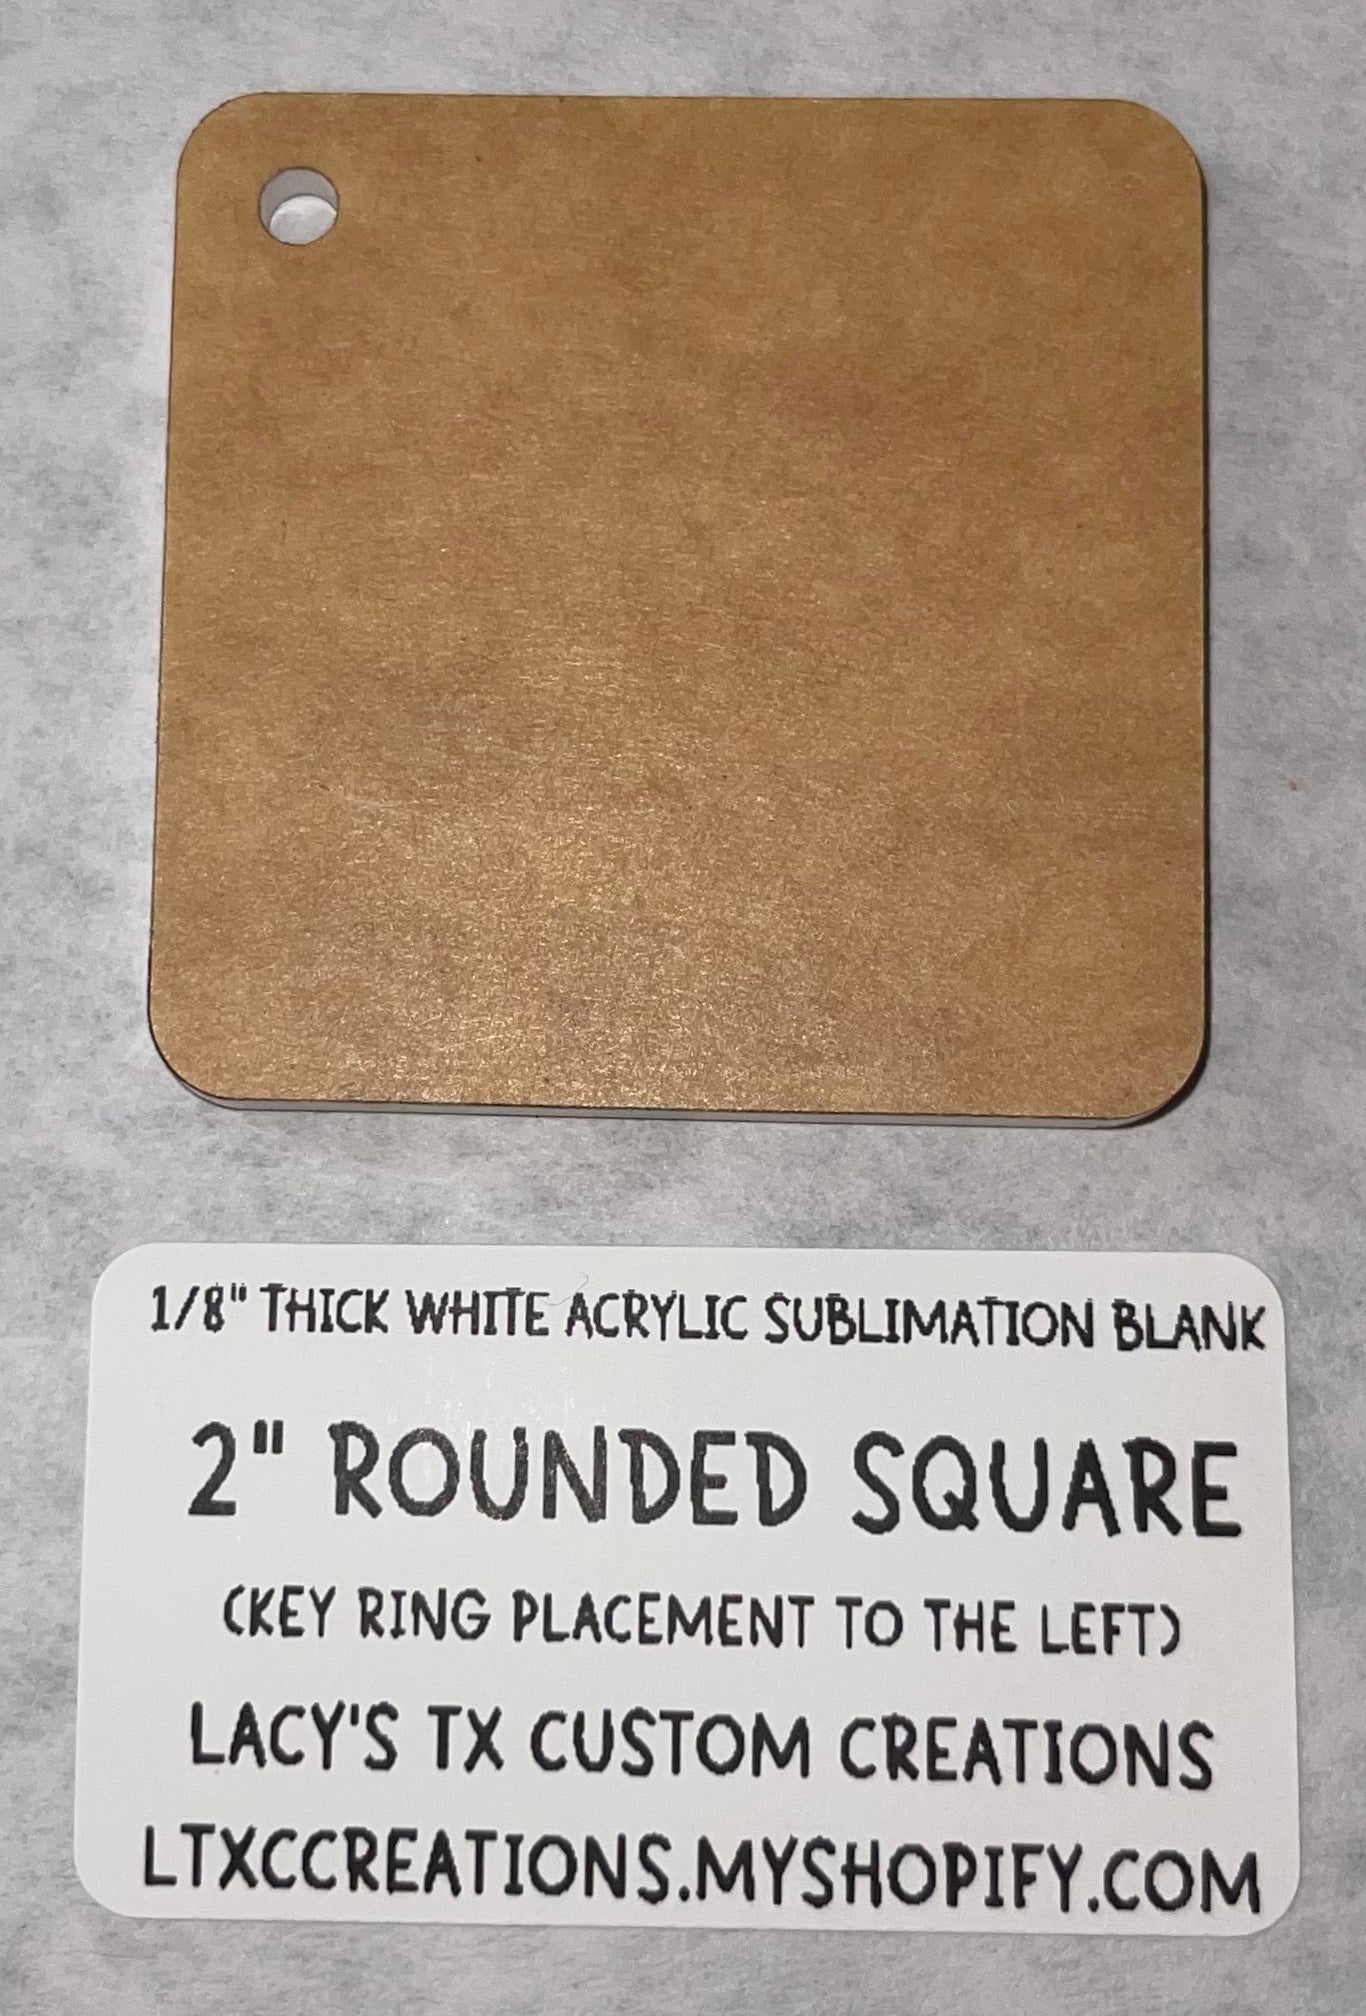 1/8" THICK WHITE ACRYLIC SUBLIMATION BLANK
2" ROUNDED SQUARE
(KEY RING PLACEMENT TO THE LEFT)
LACY'S TX CUSTOM CREATIONS
LTXCCREATIONS.MYSHOPIFY.COM